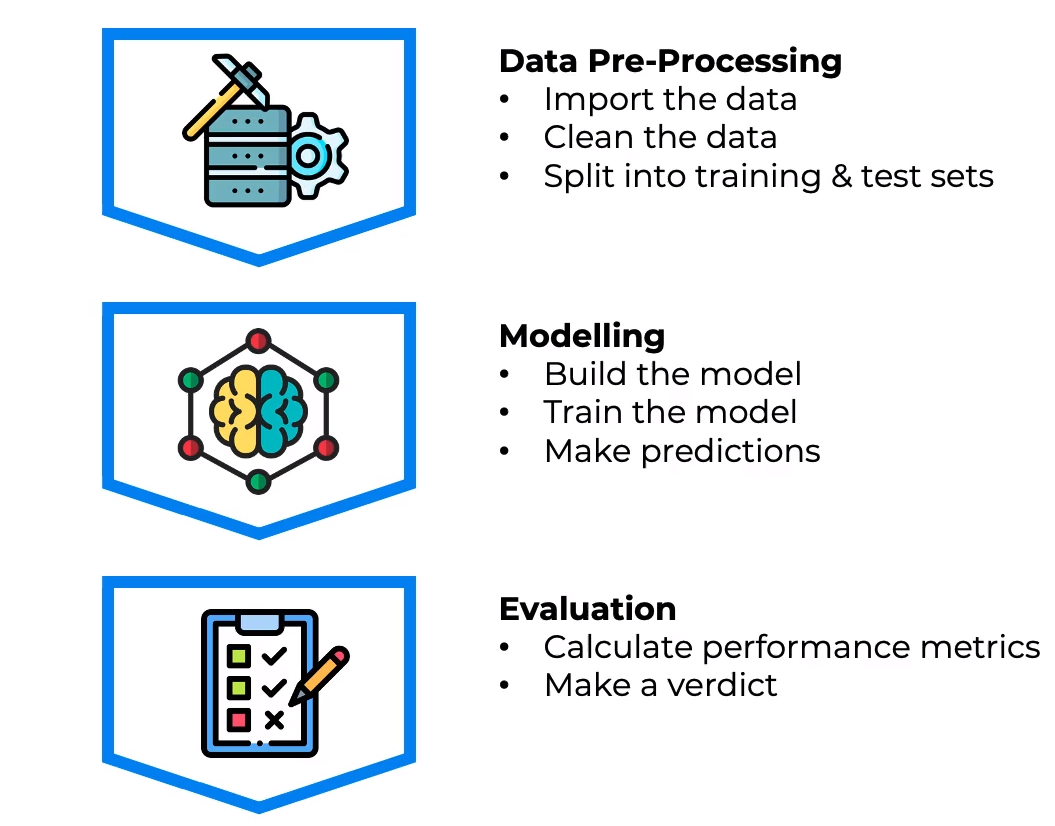 Data Pre-Processing
• Import the data
• Clean the data
• Split into training & test sets
Modelling
• Build the model
• Train the model
• Make predictions
Evaluation
• Calculate performance metrics
• Make a verdict